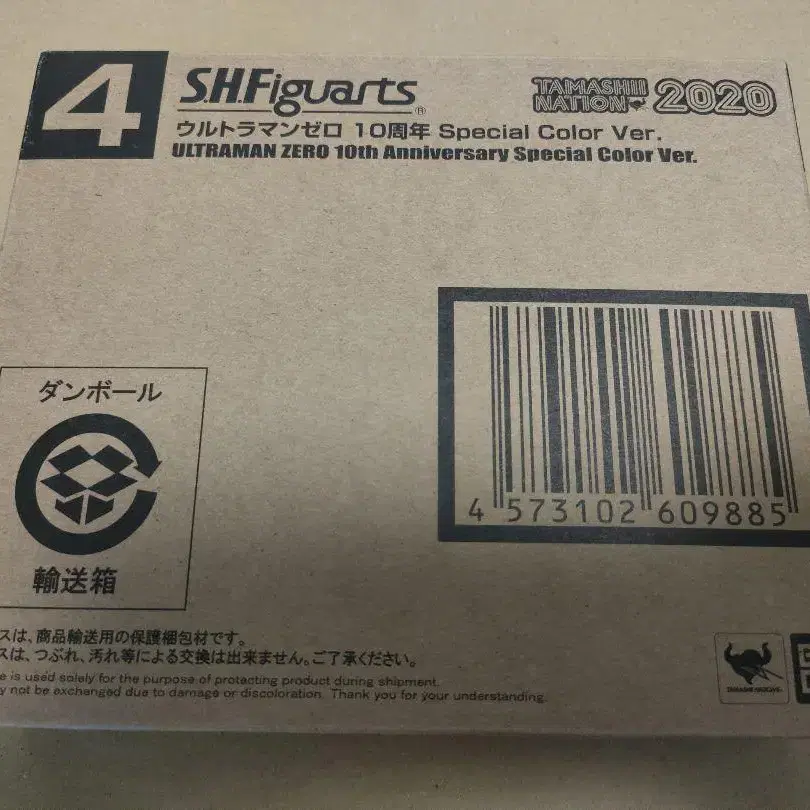 4
S.H.Figuarts®
TAMASHII
NATION 2020
ウルトラマンゼロ 10周年 Special Color Ver.
ULTRAMAN ZERO 10th Anniversary Special Color Ver.
ダンボール
輸送箱
4 573102 609885
スは、商品輸送用の保護梱包材です。
スは、つぶれ、汚れ等による交換は出来ません。ご了承ください。
e is used solely for the purpose of protecting product during shipment.
y not be exchanged due to damage or discoloration. Thank you for your understanding.
TAMASHII NATIONS